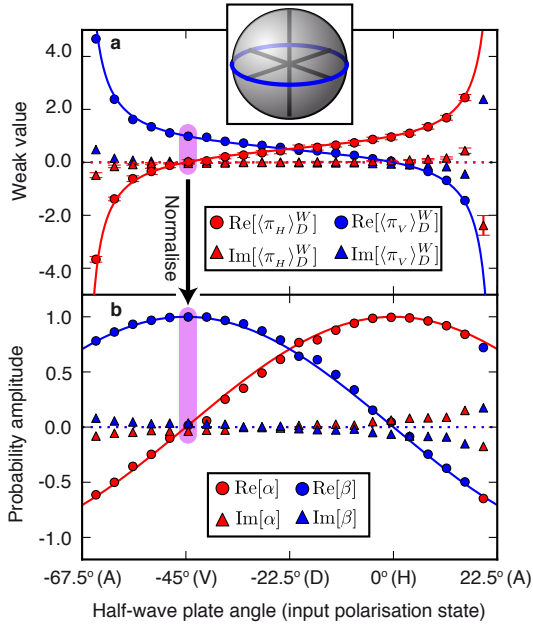 a
4.0
2.0
0.0
-2.0
-4.0
Weak value
Re[⟨π_H⟩_D^W]
Re[⟨π_V⟩_D^W]
Im[⟨π_H⟩_D^W]
Im[⟨π_V⟩_D^W]
Normalise
b
1.0
0.5
0.0
-0.5
-1.0
Probability amplitude
Re[α]
Re[β]
Im[α]
Im[β]
-67.5° (A) -45° (V) -22.5° (D) 0° (H) 22.5° (A)
Half-wave plate angle (input polarisation state)